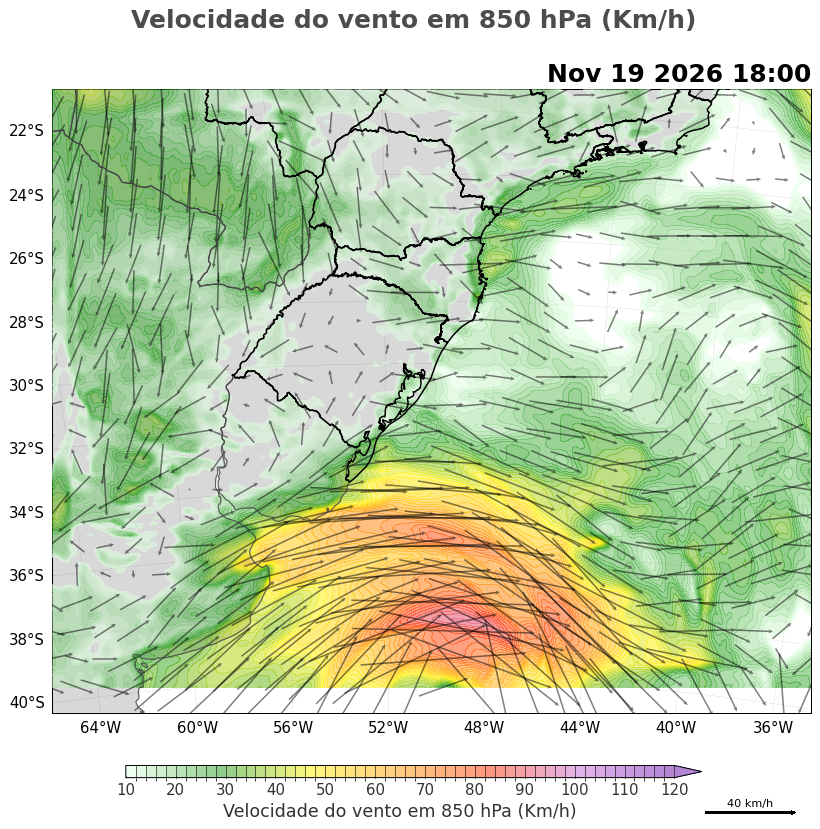 Velocidade do vento em 850 hPa (Km/h)
Nov 19 2026 18:00
22°S
24°S
26°S
28°S
30°S
32°S
34°S
36°S
38°S
40°S
64°W 60°W 56°W 52°W 48°W 44°W 40°W 36°W
10 20 30 40 50 60 70 80 90 100 110 120
Velocidade do vento em 850 hPa (Km/h)
40 km/h